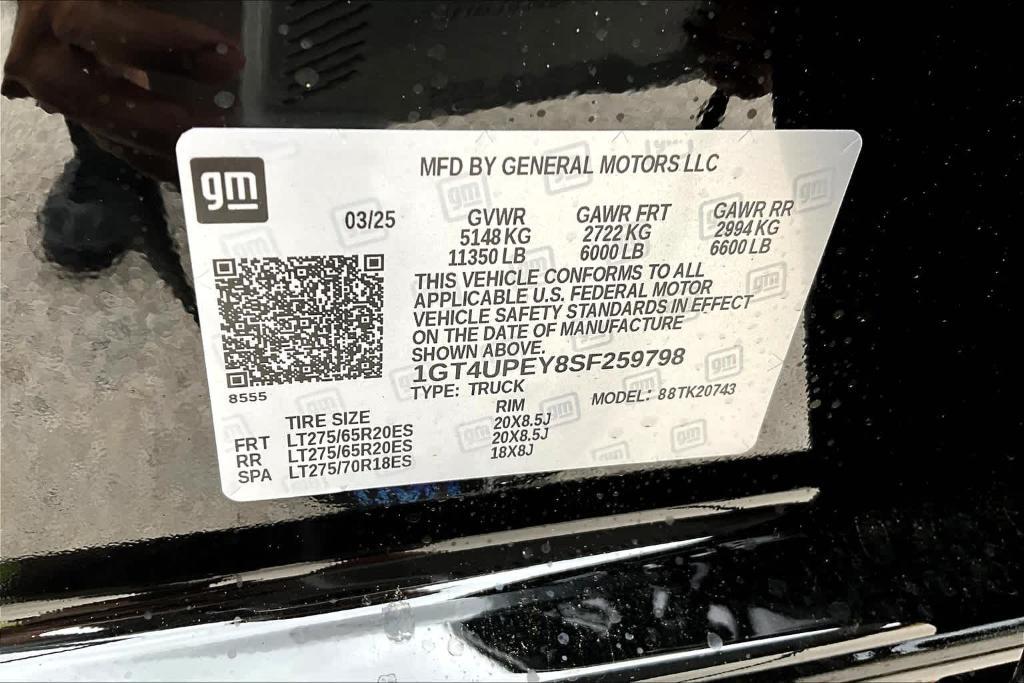 MFD BY GENERAL MOTORS LLC
gm
03/25 GVWR GAWR FRT GAWR RR
5148 KG 2722 KG 2994 KG
11350 LB 6000 LB 6600 LB
THIS VEHICLE CONFORMS TO ALL
APPLICABLE U.S. FEDERAL MOTOR
VEHICLE SAFETY STANDARDS IN EFFECT
ON THE DATE OF MANUFACTURE
SHOWN ABOVE.
1GT4UPEY8SF259798
8555 TYPE: TRUCK MODEL: 88TK20743
TIRE SIZE RIM
FRT LT275/65R20ES 20X8.5J
RR LT275/65R20ES 20X8.5J
SPA LT275/70R18ES 18X8J